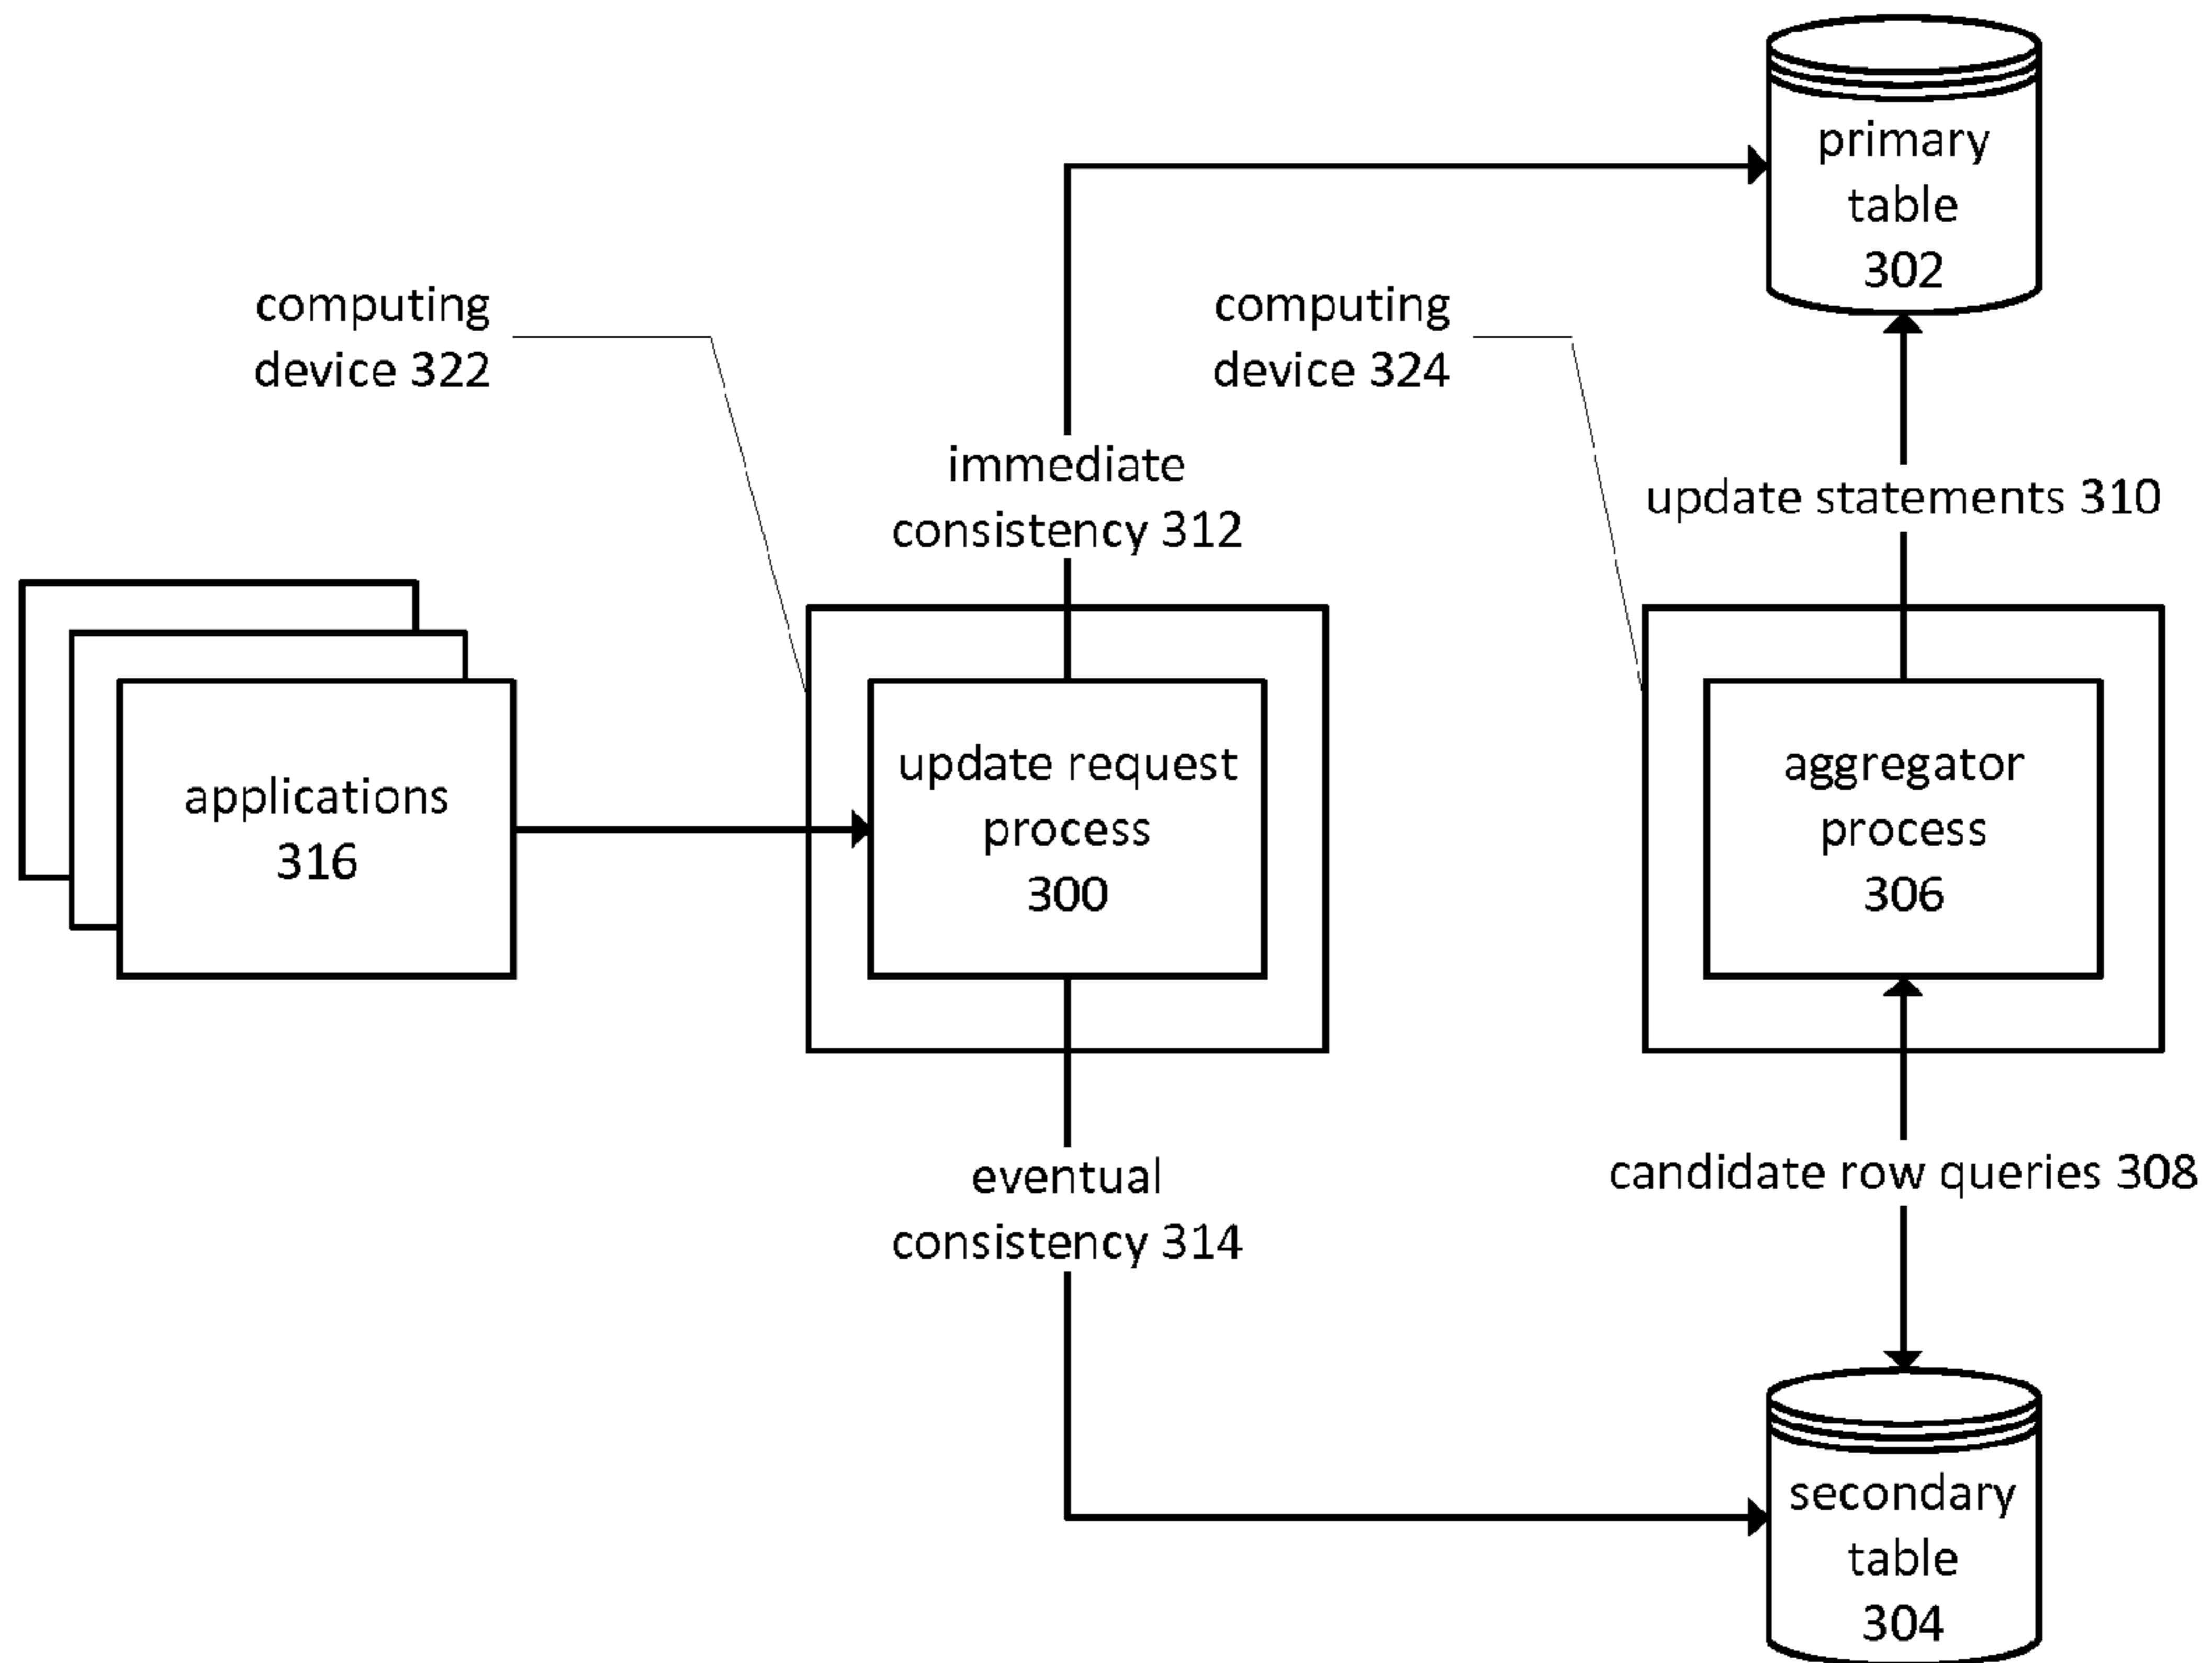 primary
table
302
computing
device 322
computing
device 324
immediate
consistency 312
update statements 310
applications
316
update request
process
300
aggregator
process
306
eventual
consistency 314
candidate row queries 308
secondary
table
304